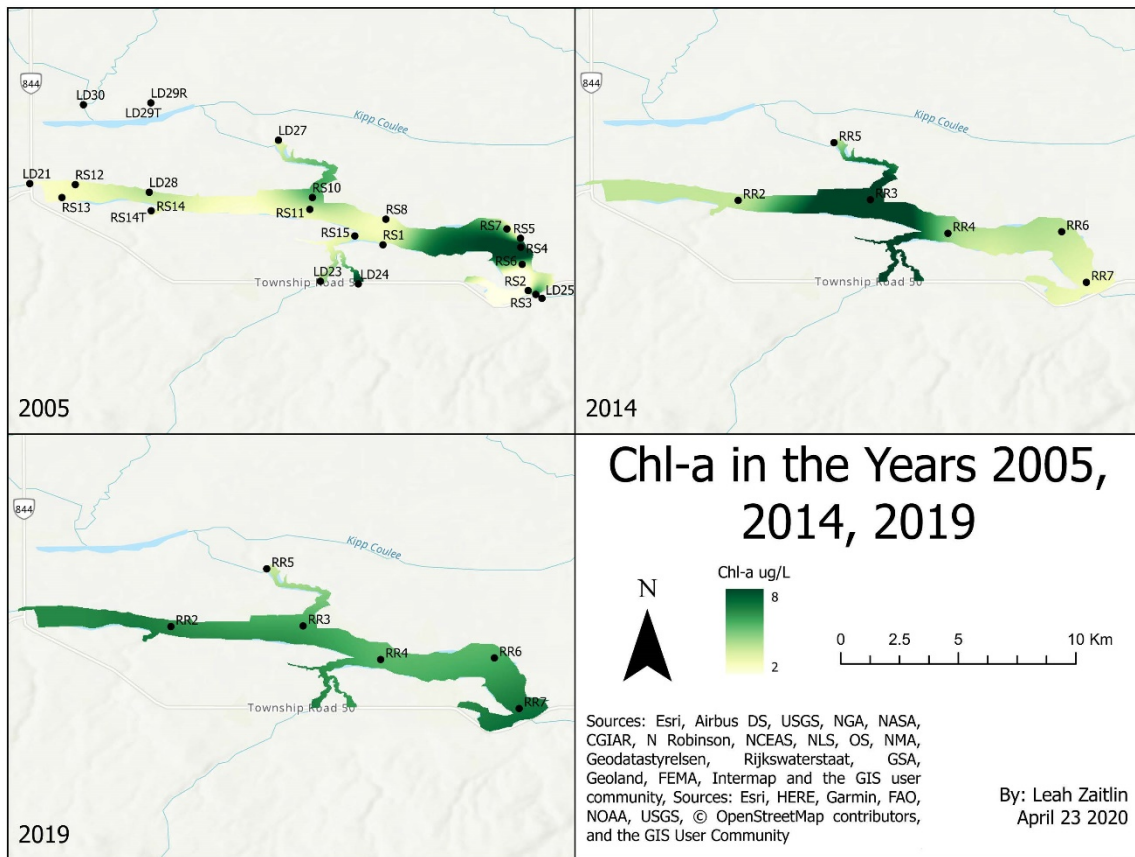 844
LD30
LD29R
LD29T
Kipp Coulee
LD27
LD21
RS12
LD28
RS10
RS13
RS14T
RS14
RS11
RS8
RS7
RS5
RS15
RS1
RS4
RS6
LD23
LD24
Township Road 50
RS2
LD25
RS3
2005
844
Kipp Coulee
RR5
RR2
RR3
RR4
RR6
Township Road 50
RR7
2014
844
Kipp Coulee
RR5
RR2
RR3
RR4
RR6
Township Road 50
RR7
2019
Chl-a in the Years 2005,
2014, 2019
N
Chl-a ug/L
8
2
0 2.5 5 10 Km
Sources: Esri, Airbus DS, USGS, NGA, NASA,
CGIAR, N Robinson, NCEAS, NLS, OS, NMA,
Geodatastyrelsen, Rijkswaterstaat, GSA,
Geoland, FEMA, Intermap and the GIS user
community, Sources: Esri, HERE, Garmin, FAO,
NOAA, USGS, © OpenStreetMap contributors,
and the GIS User Community
By: Leah Zaitlin
April 23 2020